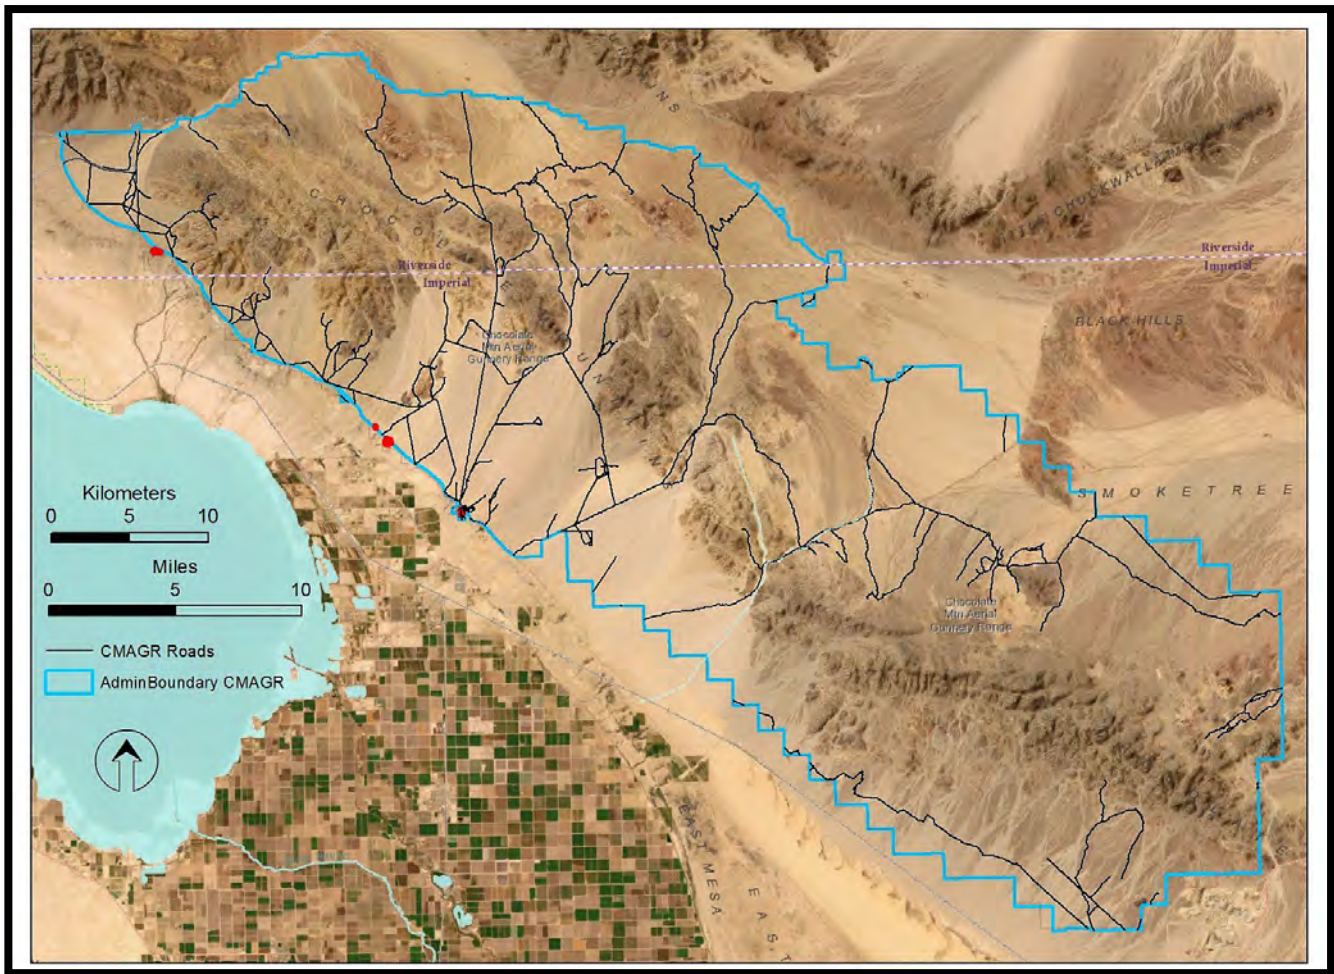 CHUCKWALLA
C R O C O L
Riverside
Imperial
Riverside
Imperial
BLACK HILLS
Chocolate
Mtn Aerial
Gunnery Range
E M O U N T A I N S
Kilometers
0 5 10
Miles
0 5 10
S M O K E T R E E
Chocolate
Mtn Aerial
Gunnery Range
CMAGR Roads
AdminBoundary CMAGR
EAST MESA
E A S T